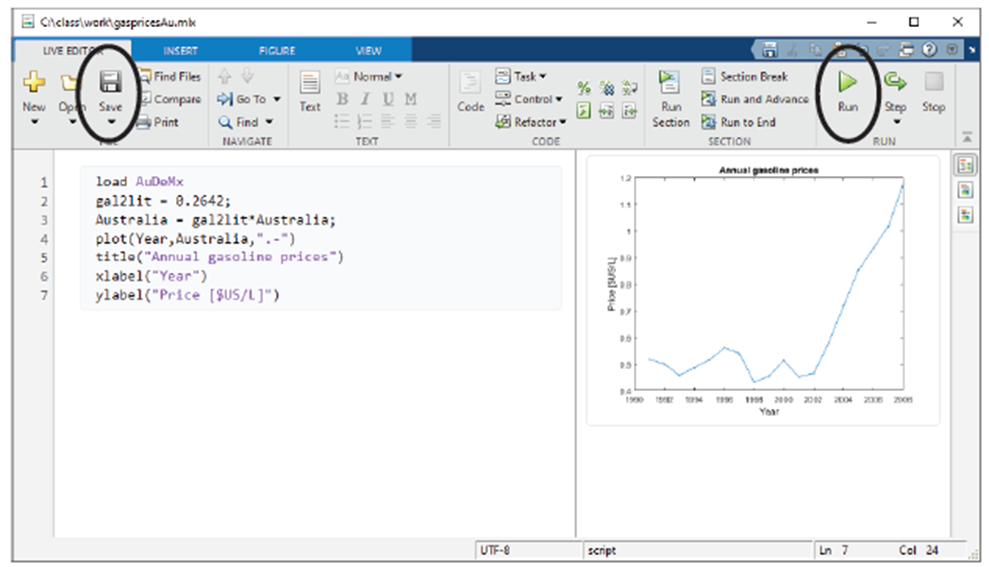 C:\class\work\gaspricesAu.mlx
LIVE EDITOR INSERT FIGURE VIEW
New Open Save Find Files Compare Print FILE
Go To Find NAVIGATE
Text Normal B I U M TEXT
Code Task Control Refactor CODE
Run Section Section Break Run and Advance Run to End SECTION
Run Step Stop RUN
1 load AuDeMx
2 gal2lit = 0.2642;
3 Australia = gal2lit*Australia;
4 plot(Year,Australia,".-")
5 title("Annual gasoline prices")
6 xlabel("Year")
7 ylabel("Price [$US/L]")
Annual gasoline prices
1.2
1.1
1
0.9
0.8
0.7
0.6
0.5
0.4
Price [$US/L]
1990 1992 1994 1996 1998 2000 2002 2004 2006 2008
Year
UTF-8 script Ln 7 Col 24